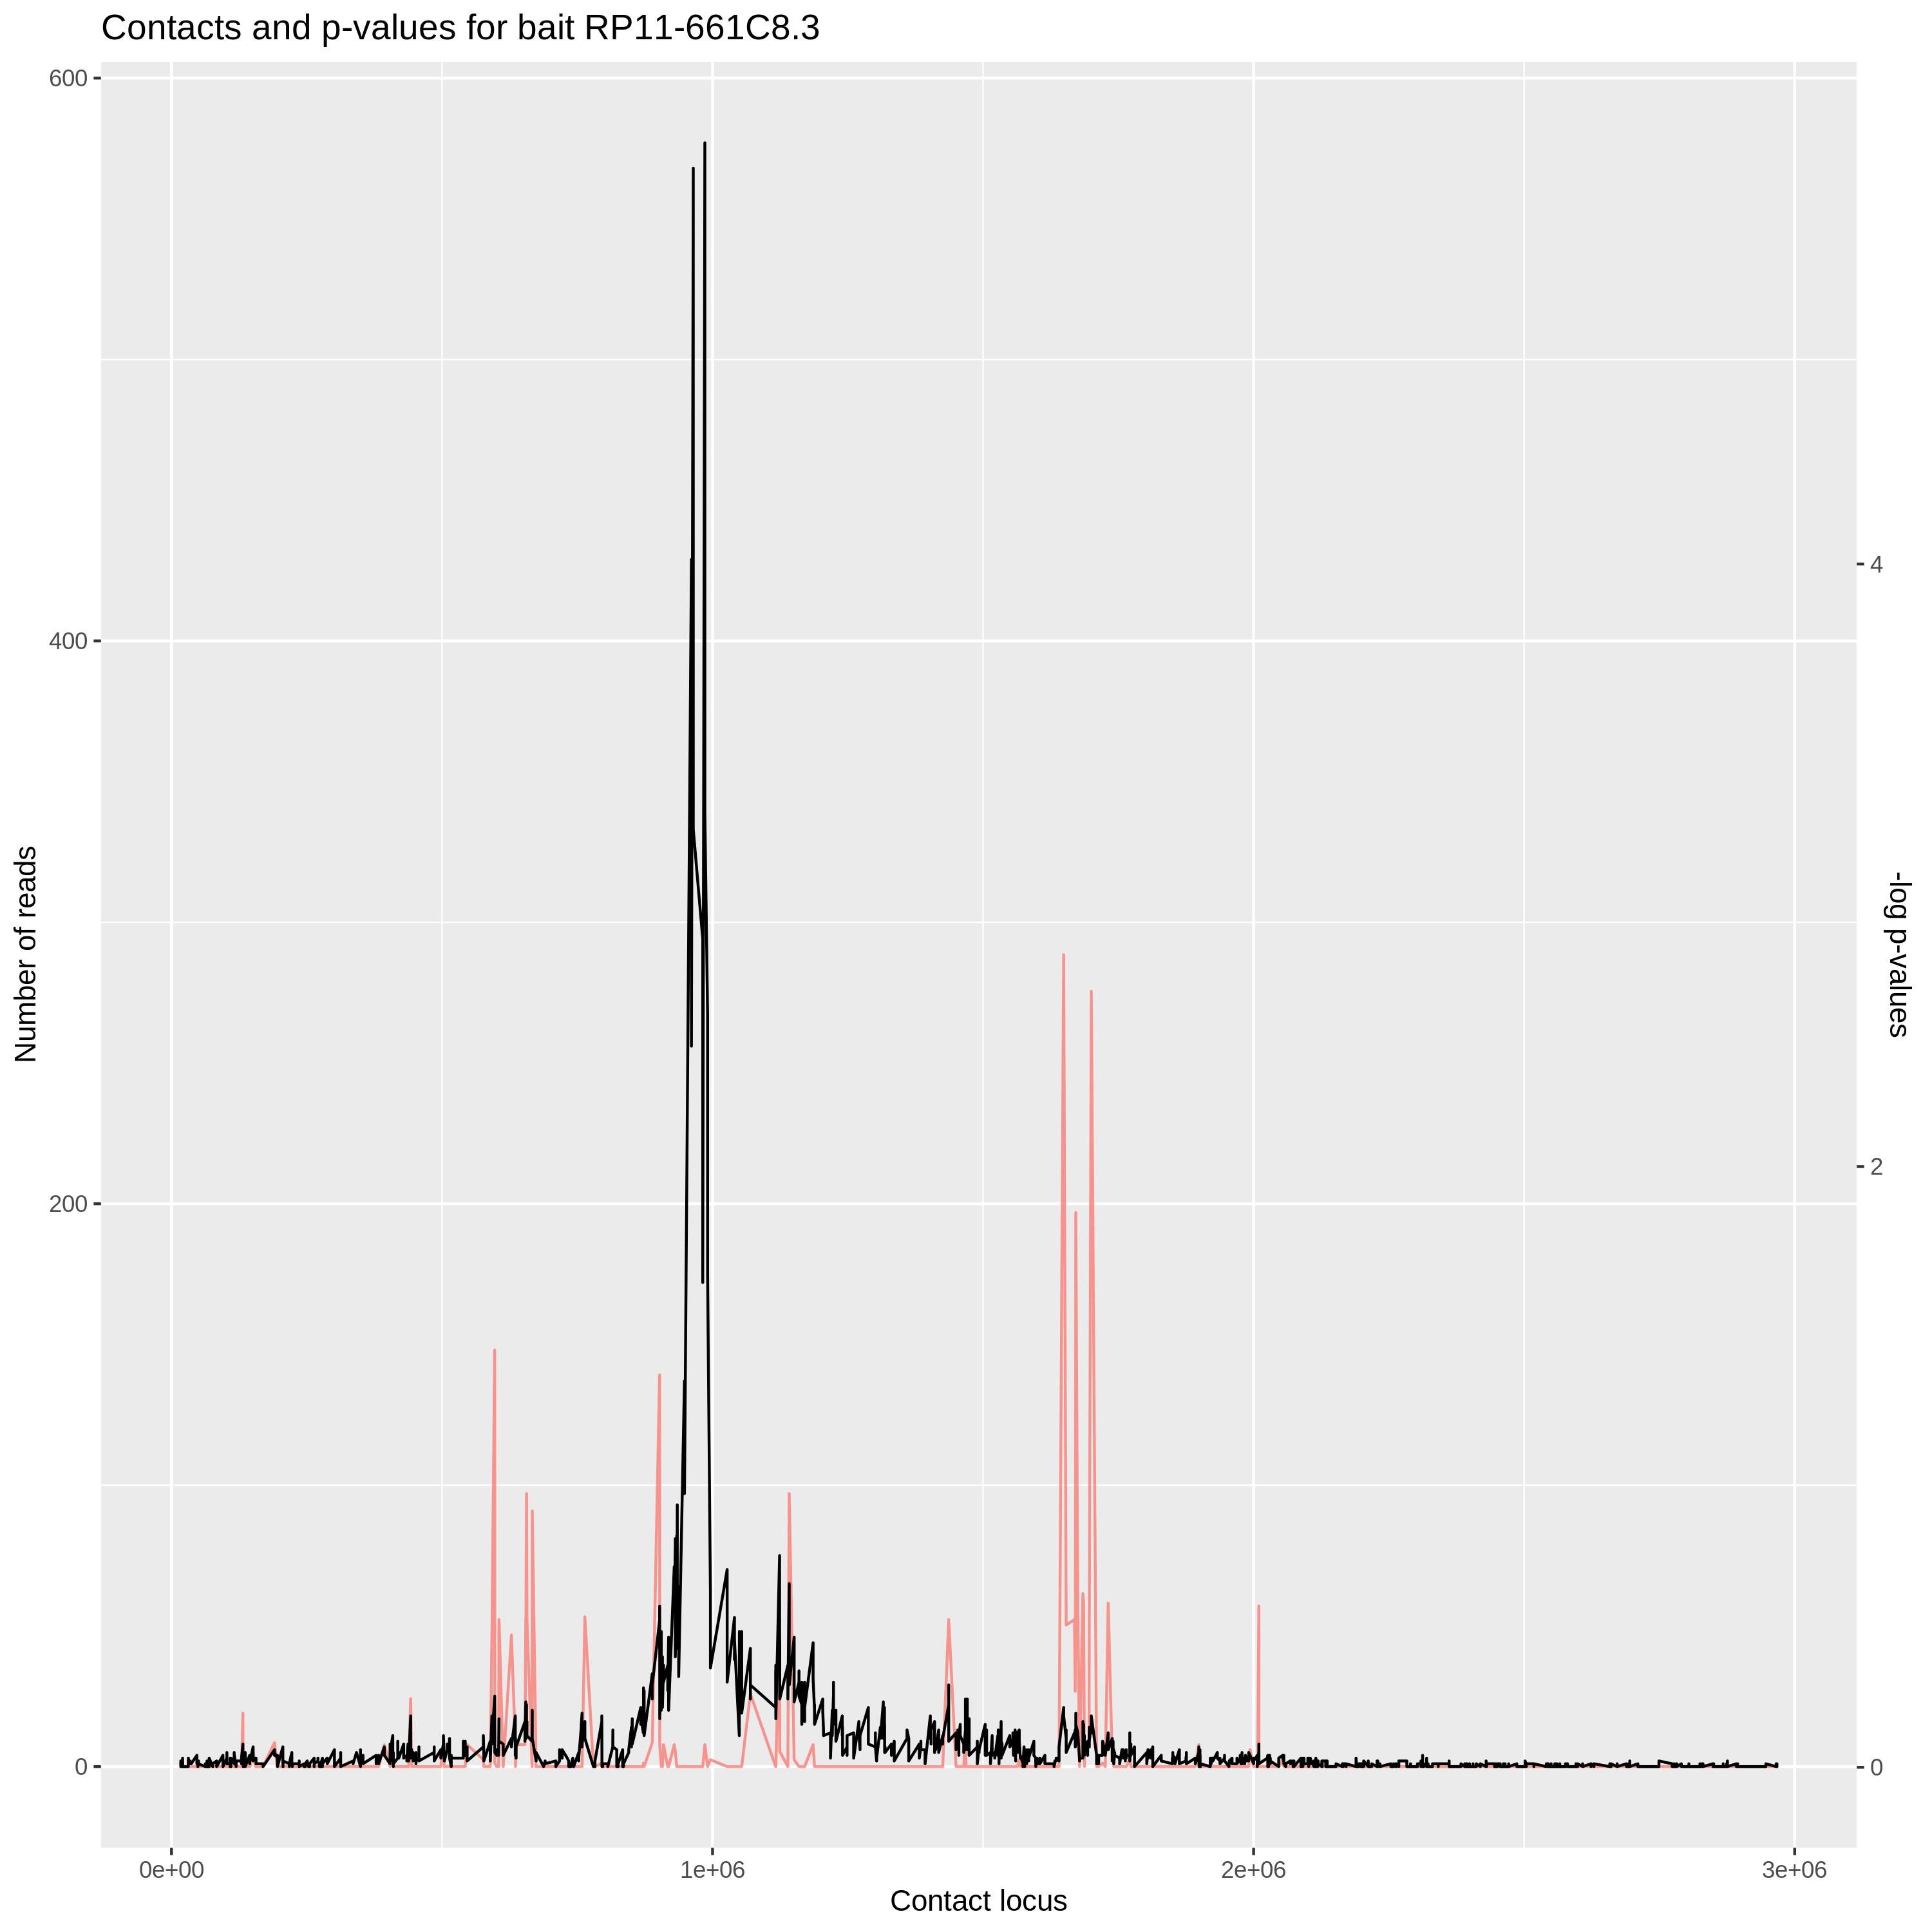 Contacts and p-values for bait RP11-661C8.3
600
400
200
0
Number of reads
4
2
0
-log p-values
0e+00
1e+06
2e+06
3e+06
Contact locus